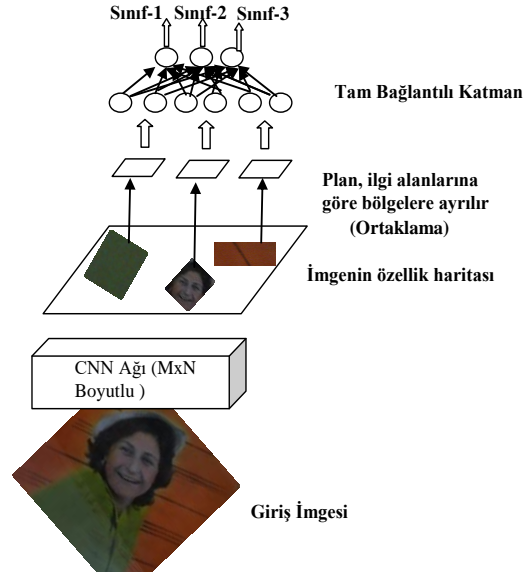 Sınıf-1 Sınıf-2 Sınıf-3
Tam Bağlantılı Katman
Plan, ilgi alanlarına
göre bölgelere ayrılır
(Ortaklama)
İmgenin özellik haritası
CNN Ağı (MxN
Boyutlu )
Giriş İmgesi